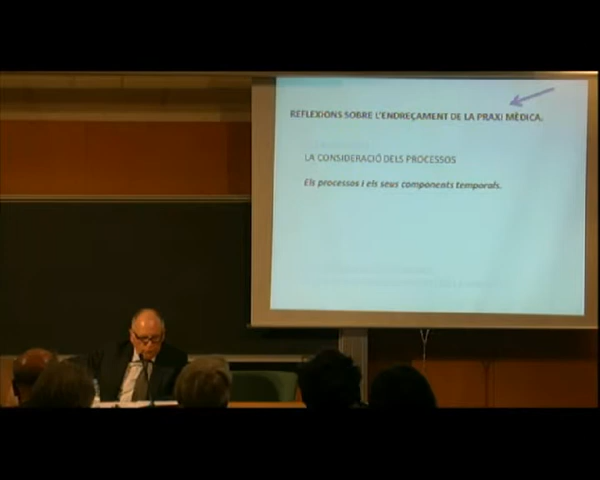 REFLEXIONS SOBRE L'ENDREÇAMENT DE LA PRAXI MÈDICA.
LA CONSIDERACIÓ DELS PROCESSOS
Els processos i els seus components temporals.